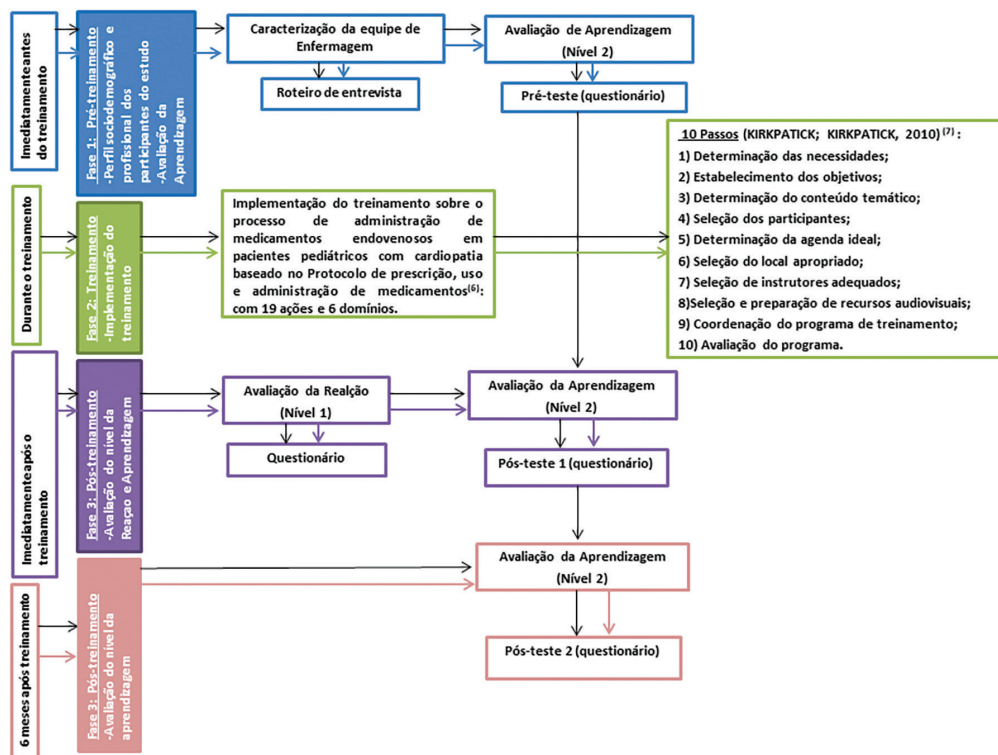 Imediatamente antes
do treinamento
Fase 1: Pré-treinamento
-Perfil sociodemográfico e
profissional dos
participantes do estudo
-Avaliação da
Aprendizagem
Caracterização da equipe de
Enfermagem
Roteiro de entrevista
Avaliação de Aprendizagem
(Nível 2)
Pré-teste (questionário)
Durante o treinamento
Fase 2: Treinamento
-Implementação do
treinamento
Implementação do treinamento sobre o
processo de administração de
medicamentos endovenosos em
pacientes pediátricos com cardiopatia
baseado no Protocolo de prescrição, uso
e administração de medicamentos(6):
com 19 ações e 6 domínios.
10 Passos (KIRKPATICK; KIRKPATICK, 2010)(7) :
1) Determinação das necessidades;
2) Estabelecimento dos objetivos;
3) Determinação do conteúdo temático;
4) Seleção dos participantes;
5) Determinação da agenda ideal;
6) Seleção do local apropriado;
7) Seleção de instrutores adequados;
8)Seleção e preparação de recursos audiovisuais;
9) Coordenação do programa de treinamento;
10) Avaliação do programa.
Imediatamente após o
treinamento
Fase 3: Pós-treinamento
-Avaliação do nível da
Reaçao e Aprendizagem
Avaliação da Realção
(Nível 1)
Questionário
Avaliação da Aprendizagem
(Nível 2)
Pós-teste 1 (questionário)
6 meses após treinamento
Fase 3: Pós-treinamento
-Avaliação do nível da
aprendizagem
Avaliação da Aprendizagem
(Nível 2)
Pós-teste 2 (questionário)